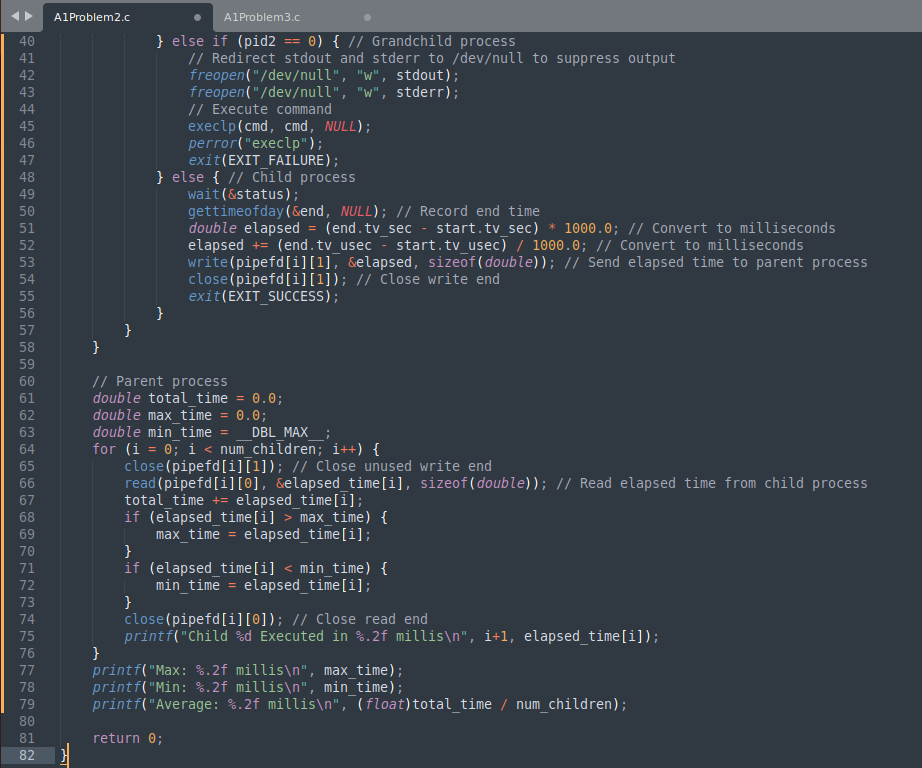 A1Problem2.c
A1Problem3.c
40 } else if (pid2 == 0) { // Grandchild process
41 // Redirect stdout and stderr to /dev/null to suppress output
42 freopen("/dev/null", "w", stdout);
43 freopen("/dev/null", "w", stderr);
44 // Execute command
45 execlp(cmd, cmd, NULL);
46 perror("execlp");
47 exit(EXIT_FAILURE);
48 } else { // Child process
49 wait(&status);
50 gettimeofday(&end, NULL); // Record end time
51 double elapsed = (end.tv_sec - start.tv_sec) * 1000.0; // Convert to milliseconds
52 elapsed += (end.tv_usec - start.tv_usec) / 1000.0; // Convert to milliseconds
53 write(pipefd[i][1], &elapsed, sizeof(double)); // Send elapsed time to parent process
54 close(pipefd[i][1]); // Close write end
55 exit(EXIT_SUCCESS);
56 }
57 }
58 }
59
60 // Parent process
61 double total_time = 0.0;
62 double max_time = 0.0;
63 double min_time = __DBL_MAX__;
64 for (i = 0; i < num_children; i++) {
65 close(pipefd[i][1]); // Close unused write end
66 read(pipefd[i][0], &elapsed_time[i], sizeof(double)); // Read elapsed time from child process
67 total_time += elapsed_time[i];
68 if (elapsed_time[i] > max_time) {
69 max_time = elapsed_time[i];
70 }
71 if (elapsed_time[i] < min_time) {
72 min_time = elapsed_time[i];
73 }
74 close(pipefd[i][0]); // Close read end
75 printf("Child %d Executed in %.2f millis\n", i+1, elapsed_time[i]);
76 }
77 printf("Max: %.2f millis\n", max_time);
78 printf("Min: %.2f millis\n", min_time);
79 printf("Average: %.2f millis\n", (float)total_time / num_children);
80
81 return 0;
82 }